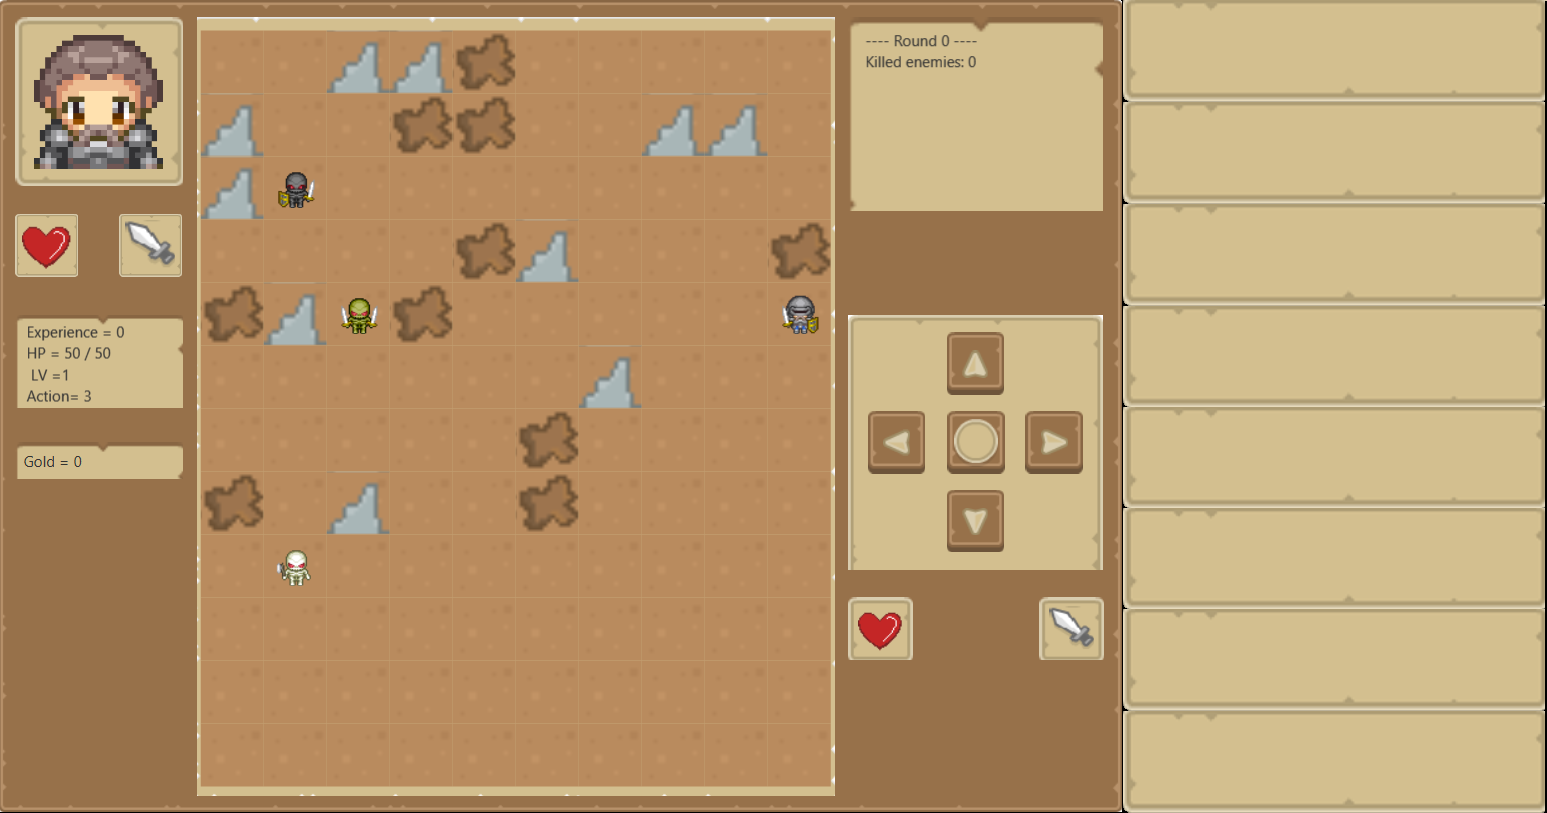 ---- Round 0 ----
Killed enemies: 0
Experience = 0
HP = 50 / 50
LV =1
Action= 3
Gold = 0